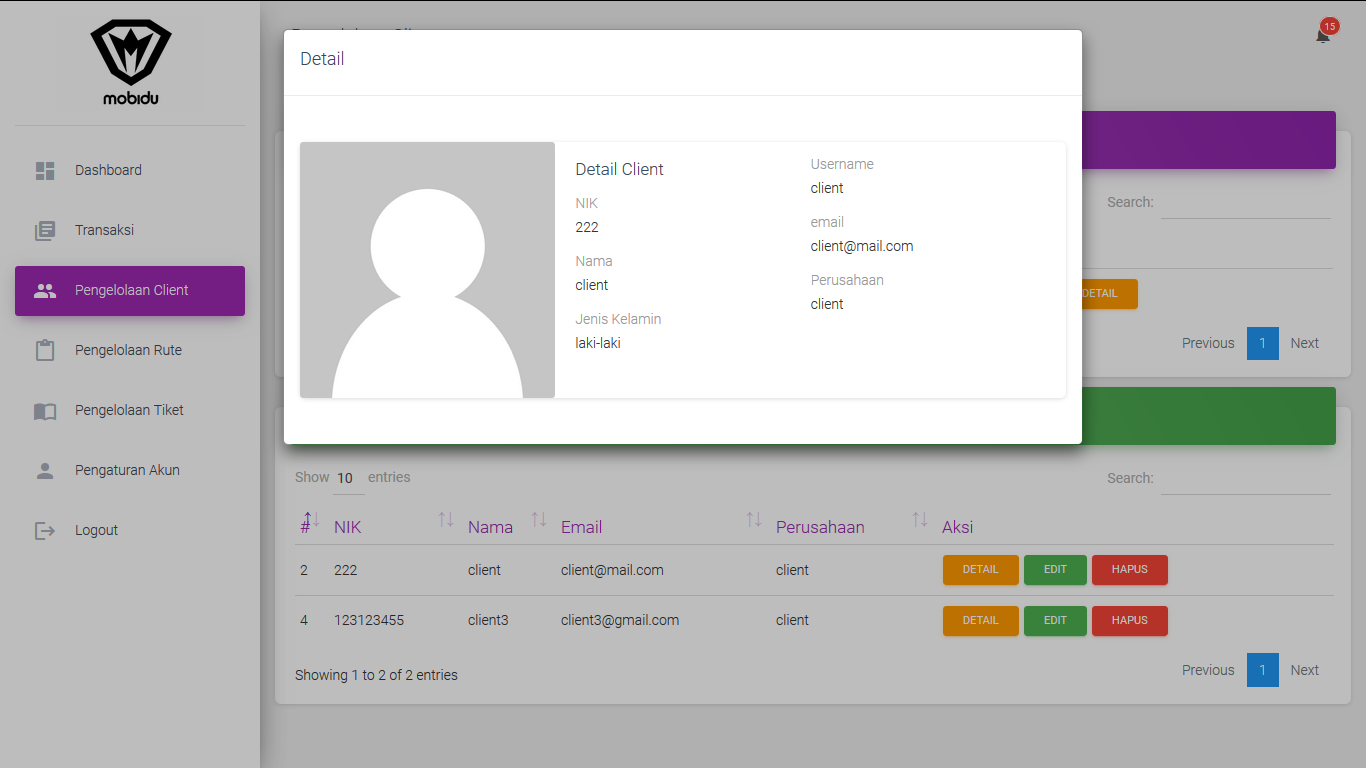 mobidu
Dashboard
Transaksi
Pengelolaan Client
Pengelolaan Rute
Pengelolaan Tiket
Pengaturan Akun
Logout
15
Detail
Detail Client
NIK
222
Nama
client
Jenis Kelamin
laki-laki
Username
client
email
client@mail.com
Perusahaan
client
Search:
DETAIL
Previous 1 Next
Show 10 entries
Search:
# NIK Nama Email Perusahaan Aksi
2 222 client client@mail.com client DETAIL EDIT HAPUS
4 123123455 client3 client3@gmail.com client DETAIL EDIT HAPUS
Showing 1 to 2 of 2 entries
Previous 1 Next